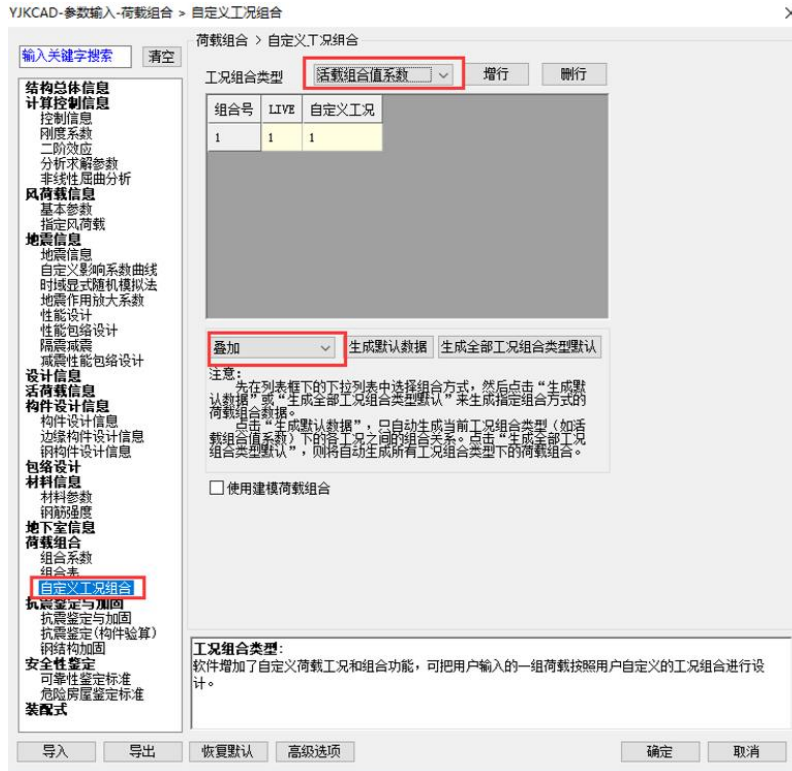 YJKCAD-参数输入-荷载组合 > 自定义工况组合
输入关键字搜索
清空
结构总体信息
计算控制信息
控制信息
刚度系数
二阶效应
分析求解参数
非线性屈曲分析
风荷载信息
基本参数
指定风荷载
地震信息
地震信息
自定义影响系数曲线
时域显式随机模拟法
地震作用放大系数
性能设计
性能包络设计
隔震减震
减震性能包络设计
设计信息
活荷载信息
构件设计信息
构件设计信息
边缘构件设计信息
钢构件设计信息
包络设计
材料信息
材料参数
钢筋强度
地下室信息
荷载组合
组合系数
组合表
自定义工况组合
抗震鉴定与加固
抗震鉴定与加固
抗震鉴定(构件验算)
钢结构加固
安全性鉴定
可靠性鉴定标准
危险房屋鉴定标准
装配式
荷载组合 > 自定义工况组合
工况组合类型 活载组合值系数 增行 删行
组合号 LIVE 自定义工况
1 1 1
叠加 生成默认数据 生成全部工况组合类型默认
注意:
先在列表框下的下拉列表中选择组合方式，然后点击“生成默
认数据”或“生成全部工况组合类型默认”来生成指定组合方式的
荷载组合数据。
点击“生成默认数据”，只自动生成当前工况组合类型（如活
载组合值系数）下的各工况之间的组合关系。点击“生成全部工况
组合类型默认”，则将自动生成所有工况组合类型下的荷载组合。
使用建模荷载组合
工况组合类型:
软件增加了自定义荷载工况和组合功能，可把用户输入的一组荷载按照用户自定义的工况组合进行设
计。
导入 导出 恢复默认 高级选项 确定 取消